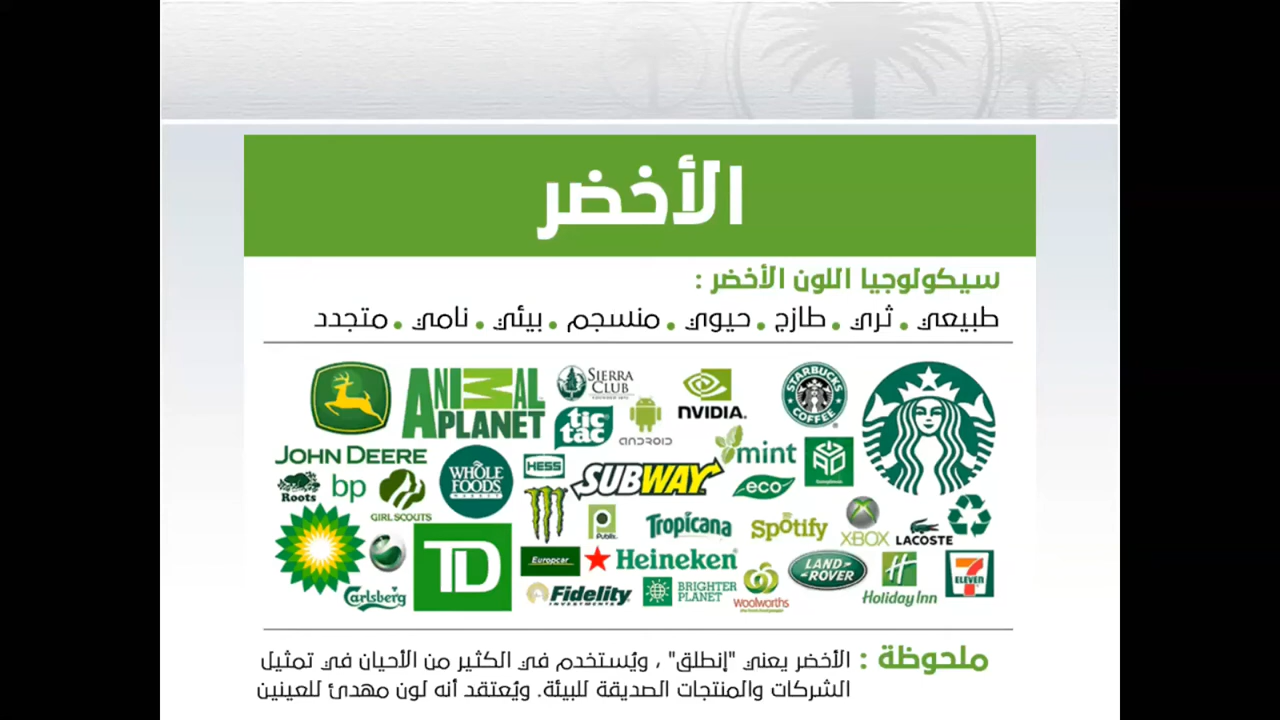 الأخضر
سيكولوجيا اللون الأخضر :
طبيعي . ثري . طازج . حيوي . منسجم . بيئي . نامي . متجدد
STARBUCKS
COFFEE
NVIDIA.
SIERRA
CLUB
ANIMAL
PLANET
tic
tac
ANDROID
mint
JOHN DEERE
WHOLE
FOODS
MARKET
HESS
SUBWAY
eco
Roots
bp
GIRL SCOUTS
Publix.
Tropicana
Spotify
XBOX
LACOSTE
TD
Europcar
Heineken
LAND-
ROVER
Holiday Inn
7
ELEVEN
Carlsberg
Fidelity
INVESTMENTS
BRIGHTER
PLANET
Woolworths
ملحوظة : الأخضر يعني "إنطلق" ، ويُستخدم في الكثير من الأحيان في تمثيل
الشركات والمنتجات الصديقة للبيئة. ويُعتقد أنه لون مهدئ للعينين